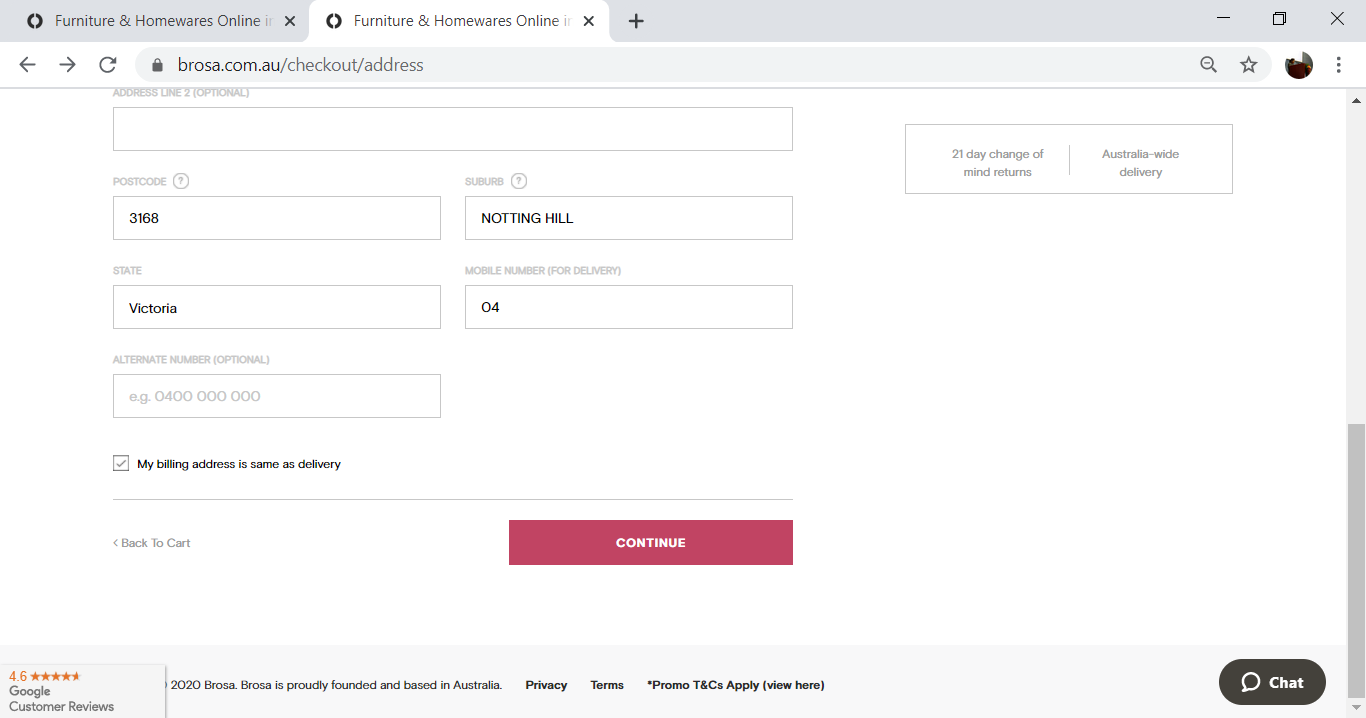 Furniture & Homewares Online in
Furniture & Homewares Online in
brosa.com.au/checkout/address
ADDRESS LINE 2 (OPTIONAL)
21 day change of
mind returns
Australia-wide
delivery
POSTCODE ?
SUBURB ?
3168
NOTTING HILL
STATE
MOBILE NUMBER (FOR DELIVERY)
Victoria
04
ALTERNATE NUMBER (OPTIONAL)
e.g. 0400 000 000
My billing address is same as delivery
< Back To Cart
CONTINUE
4.6
Google
Customer Reviews
2020 Brosa. Brosa is proudly founded and based in Australia.
Privacy
Terms
*Promo T&Cs Apply (view here)
Chat